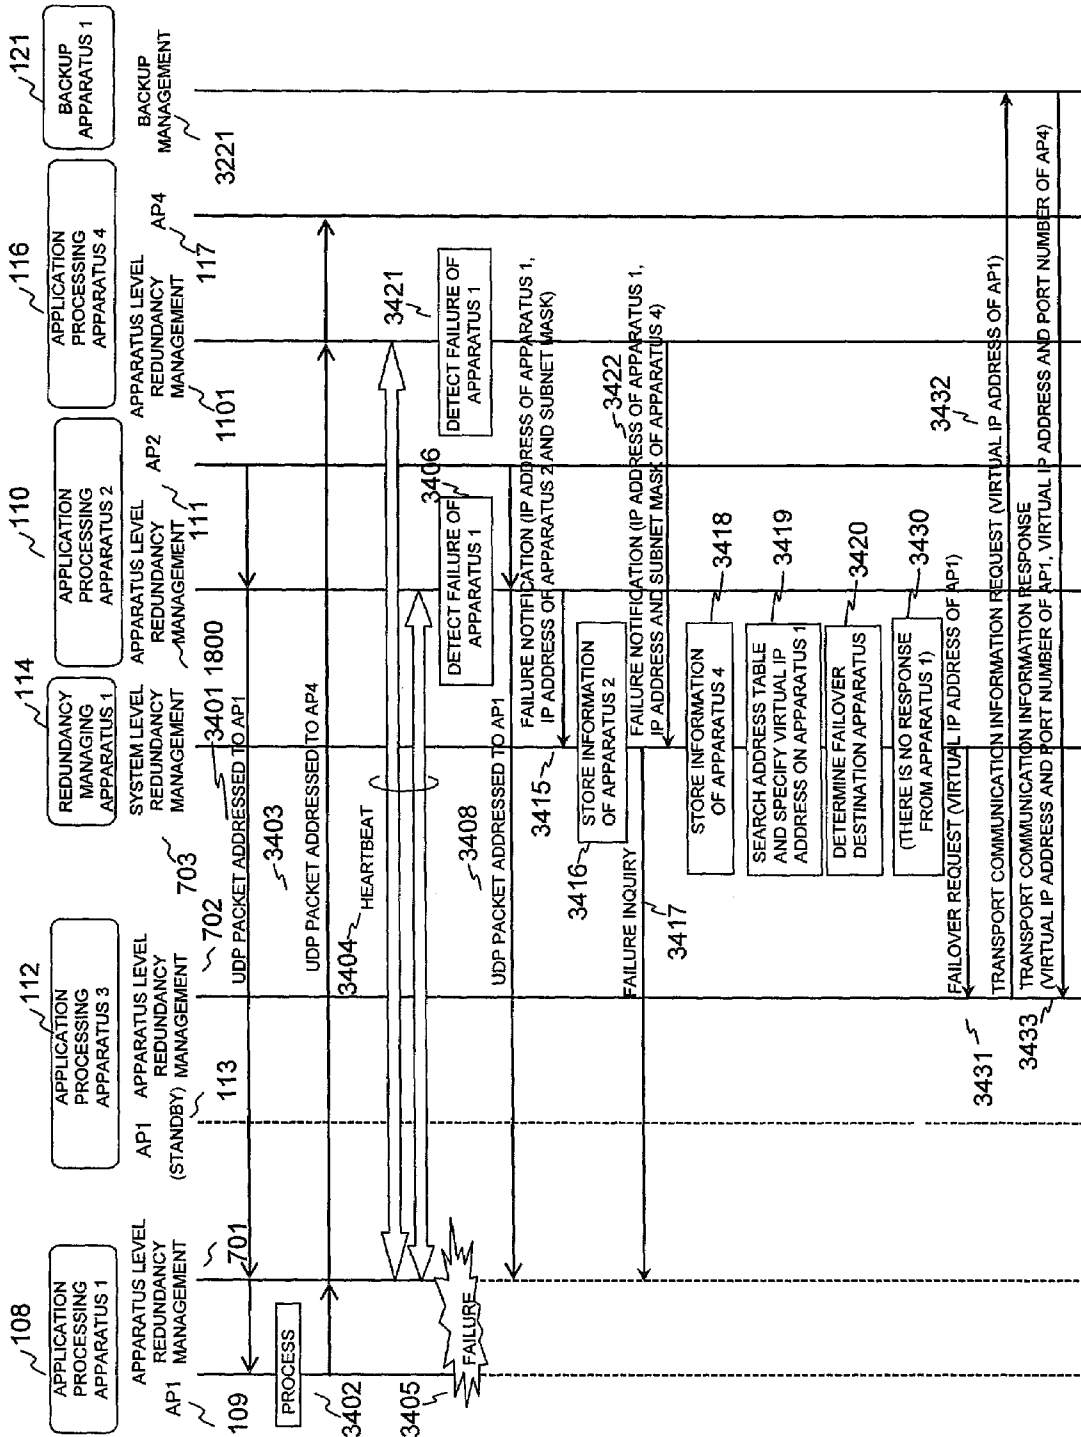 108
APPLICATION
PROCESSING
APPARATUS 1
AP1
109
APPARATUS LEVEL
REDUNDANCY
MANAGEMENT
701
112
APPLICATION
PROCESSING
APPARATUS 3
AP1
(STANDBY)
113
APPARATUS LEVEL
REDUNDANCY
MANAGEMENT
702
114
REDUNDANCY
MANAGING
APPARATUS 1
SYSTEM LEVEL
REDUNDANCY
MANAGEMENT
703
110
APPLICATION
PROCESSING
APPARATUS 2
APPARATUS LEVEL
REDUNDANCY
MANAGEMENT
1800
AP2
111
116
APPLICATION
PROCESSING
APPARATUS 4
APPARATUS LEVEL
REDUNDANCY
MANAGEMENT
1101
AP4
117
121
BACKUP
APPARATUS 1
BACKUP
MANAGEMENT
3221
3401
UDP PACKET ADDRESSED TO AP1
PROCESS
3402
3403
UDP PACKET ADDRESSED TO AP4
3404
HEARTBEAT
3405
FAILURE
DETECT FAILURE OF
APPARATUS 1
3406
DETECT FAILURE OF
APPARATUS 1
3421
3408
UDP PACKET ADDRESSED TO AP1
FAILURE NOTIFICATION (IP ADDRESS OF APPARATUS 1,
IP ADDRESS OF APPARATUS 2 AND SUBNET MASK)
3415
STORE INFORMATION
OF APPARATUS 2
3416
3422
FAILURE NOTIFICATION (IP ADDRESS OF APPARATUS 1,
IP ADDRESS AND SUBNET MASK OF APPARATUS 4)
FAILURE INQUIRY
3417
STORE INFORMATION
OF APPARATUS 4
3418
SEARCH ADDRESS TABLE
AND SPECIFY VIRTUAL IP
ADDRESS ON APPARATUS 1
3419
DETERMINE FAILOVER
DESTINATION APPARATUS
3420
(THERE IS NO RESPONSE
FROM APPARATUS 1)
3430
FAILOVER REQUEST (VIRTUAL IP ADDRESS OF AP1)
3431
TRANSPORT COMMUNICATION INFORMATION REQUEST (VIRTUAL IP ADDRESS OF AP1)
3432
TRANSPORT COMMUNICATION INFORMATION RESPONSE
(VIRTUAL IP ADDRESS AND PORT NUMBER OF AP1, VIRTUAL IP ADDRESS AND PORT NUMBER OF AP4)
3433